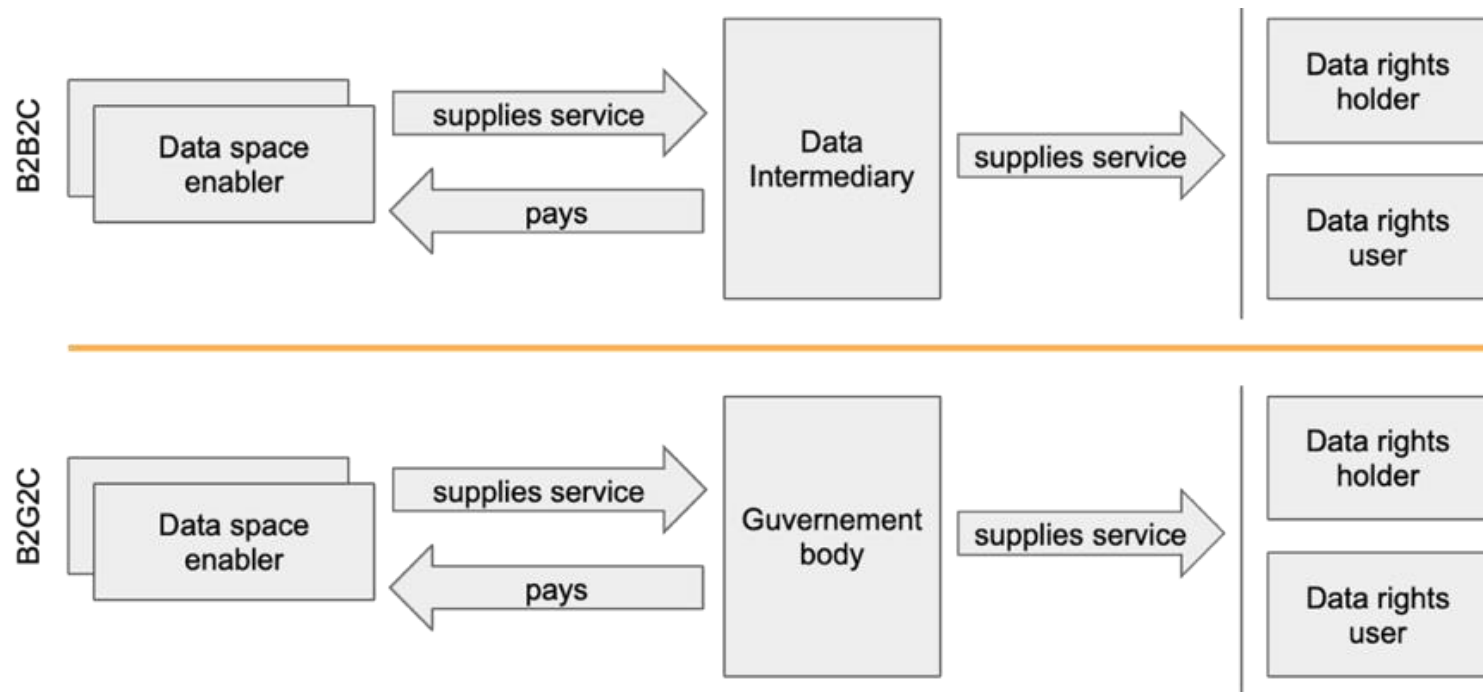 B2B2C
Data space
enabler
supplies service
pays
Data
Intermediary
supplies service
Data rights
holder
Data rights
user
B2G2C
Data space
enabler
supplies service
pays
Guvernement
body
supplies service
Data rights
holder
Data rights
user